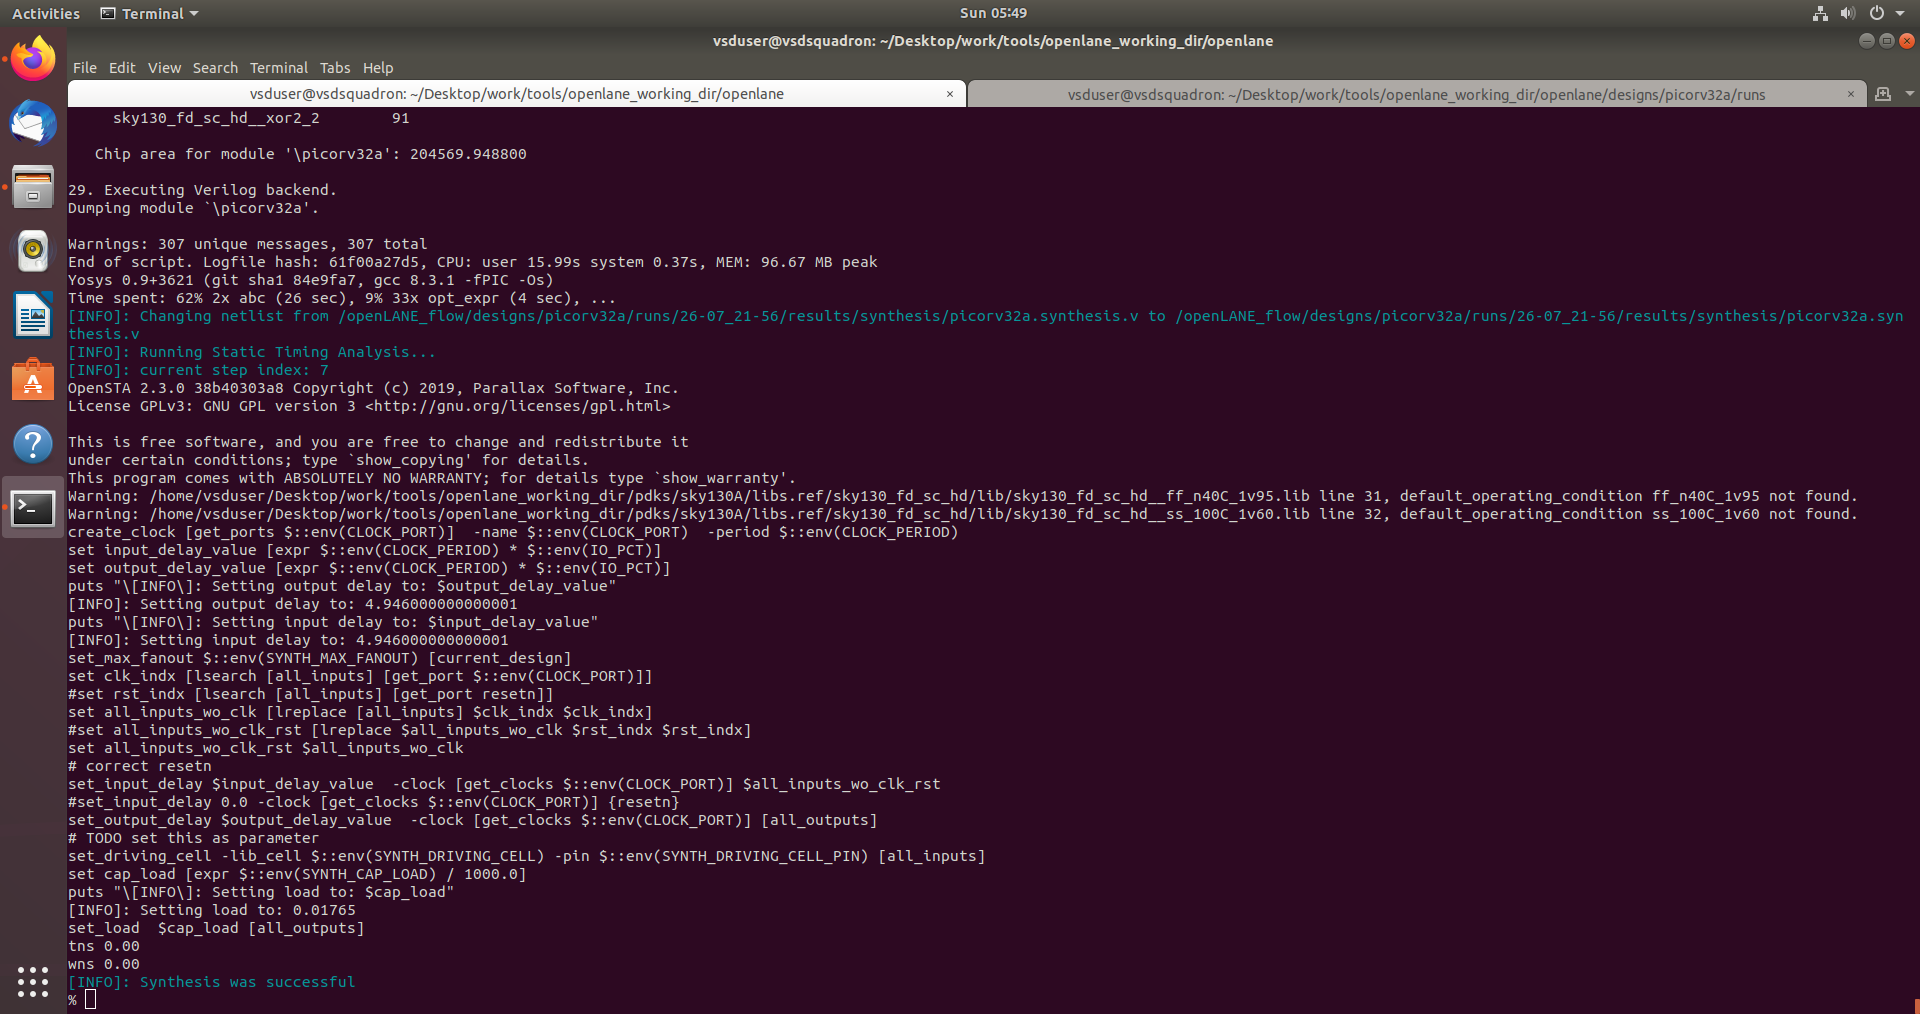 Activities Terminal Sun 05:49
vsduser@vsdsquadron: ~/Desktop/work/tools/openlane_working_dir/openlane
File Edit View Search Terminal Tabs Help
vsduser@vsdsquadron: ~/Desktop/work/tools/openlane_working_dir/openlane × vsduser@vsdsquadron: ~/Desktop/work/tools/openlane_working_dir/openlane/designs/picorv32a/runs ×
sky130_fd_sc_hd__xor2_2 91
Chip area for module '\picorv32a': 204569.948800
29. Executing Verilog backend.
Dumping module `\picorv32a'.
Warnings: 307 unique messages, 307 total
End of script. Logfile hash: 61f00a27d5, CPU: user 15.99s system 0.37s, MEM: 96.67 MB peak
Yosys 0.9+3621 (git sha1 84e9fa7, gcc 8.3.1 -fPIC -Os)
Time spent: 62% 2x abc (26 sec), 9% 33x opt_expr (4 sec), ...
[INFO]: Changing netlist from /openLANE_flow/designs/picorv32a/runs/26-07_21-56/results/synthesis/picorv32a.synthesis.v to /openLANE_flow/designs/picorv32a/runs/26-07_21-56/results/synthesis/picorv32a.syn
thesis.v
[INFO]: Running Static Timing Analysis...
[INFO]: current step index: 7
OpenSTA 2.3.0 38b40303a8 Copyright (c) 2019, Parallax Software, Inc.
License GPLv3: GNU GPL version 3 <http://gnu.org/licenses/gpl.html>
This is free software, and you are free to change and redistribute it
under certain conditions; type `show_copying' for details.
This program comes with ABSOLUTELY NO WARRANTY; for details type `show_warranty'.
Warning: /home/vsduser/Desktop/work/tools/openlane_working_dir/pdks/sky130A/libs.ref/sky130_fd_sc_hd/lib/sky130_fd_sc_hd__ff_n40C_1v95.lib line 31, default_operating_condition ff_n40C_1v95 not found.
Warning: /home/vsduser/Desktop/work/tools/openlane_working_dir/pdks/sky130A/libs.ref/sky130_fd_sc_hd/lib/sky130_fd_sc_hd__ss_100C_1v60.lib line 32, default_operating_condition ss_100C_1v60 not found.
create_clock [get_ports $::env(CLOCK_PORT)]  -name $::env(CLOCK_PORT)  -period $::env(CLOCK_PERIOD)
set input_delay_value [expr $::env(CLOCK_PERIOD) * $::env(IO_PCT)]
set output_delay_value [expr $::env(CLOCK_PERIOD) * $::env(IO_PCT)]
puts "\[INFO\]: Setting output delay to: $output_delay_value"
[INFO]: Setting output delay to: 4.946000000000001
puts "\[INFO\]: Setting input delay to: $input_delay_value"
[INFO]: Setting input delay to: 4.946000000000001
set_max_fanout $::env(SYNTH_MAX_FANOUT) [current_design]
set clk_indx [lsearch [all_inputs] [get_port $::env(CLOCK_PORT)]]
#set rst_indx [lsearch [all_inputs] [get_port resetn]]
set all_inputs_wo_clk [lreplace [all_inputs] $clk_indx $clk_indx]
#set all_inputs_wo_clk_rst [lreplace $all_inputs_wo_clk $rst_indx $rst_indx]
set all_inputs_wo_clk_rst $all_inputs_wo_clk
# correct resetn
set_input_delay $input_delay_value  -clock [get_clocks $::env(CLOCK_PORT)] $all_inputs_wo_clk_rst
#set_input_delay 0.0 -clock [get_clocks $::env(CLOCK_PORT)] {resetn}
set_output_delay $output_delay_value  -clock [get_clocks $::env(CLOCK_PORT)] [all_outputs]
# TODO set this as parameter
set_driving_cell -lib_cell $::env(SYNTH_DRIVING_CELL) -pin $::env(SYNTH_DRIVING_CELL_PIN) [all_inputs]
set cap_load [expr $::env(SYNTH_CAP_LOAD) / 1000.0]
puts "\[INFO\]: Setting load to: $cap_load"
[INFO]: Setting load to: 0.01765
set_load  $cap_load [all_outputs]
tns 0.00
wns 0.00
[INFO]: Synthesis was successful
%